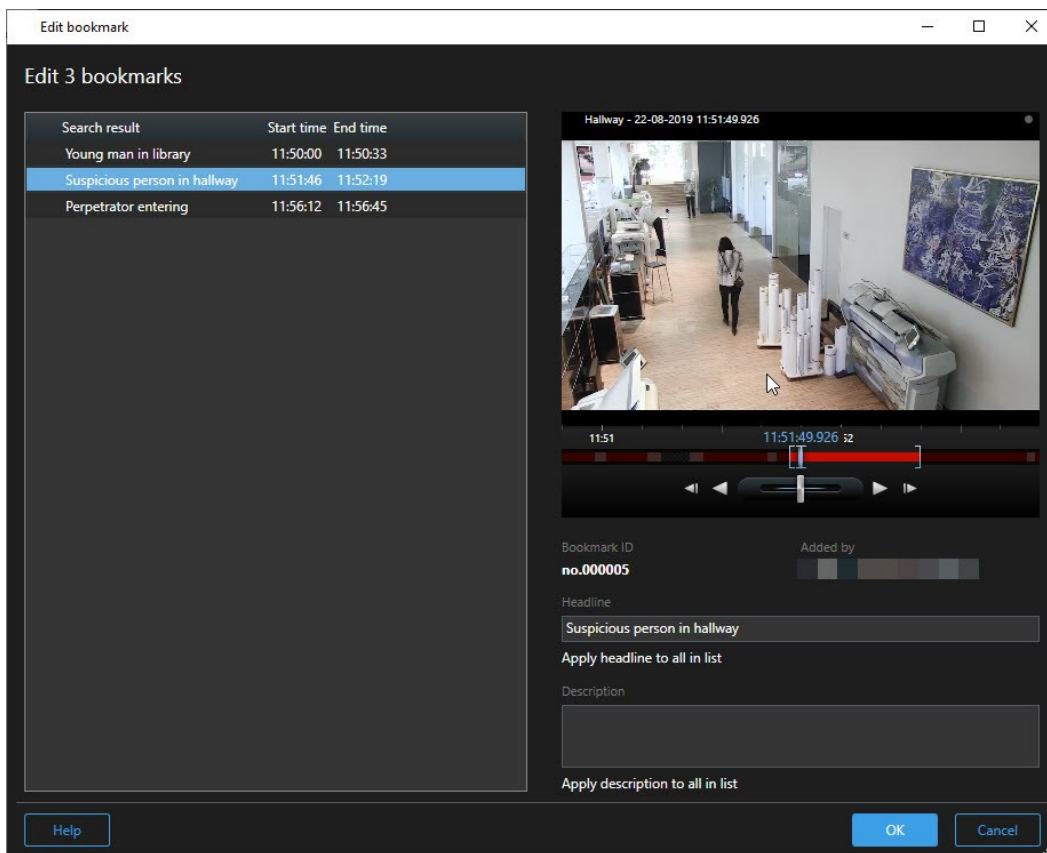 Edit bookmark
Edit 3 bookmarks
Search result Start time End time
Young man in library 11:50:00 11:50:33
Suspicious person in hallway 11:51:46 11:52:19
Perpetrator entering 11:56:12 11:56:45
Hallway - 22-08-2019 11:51:49.926
11:51 11:51:49.926 52
Bookmark ID Added by
no.000005
Headline
Suspicious person in hallway
Apply headline to all in list
Description
Apply description to all in list
Help OK Cancel